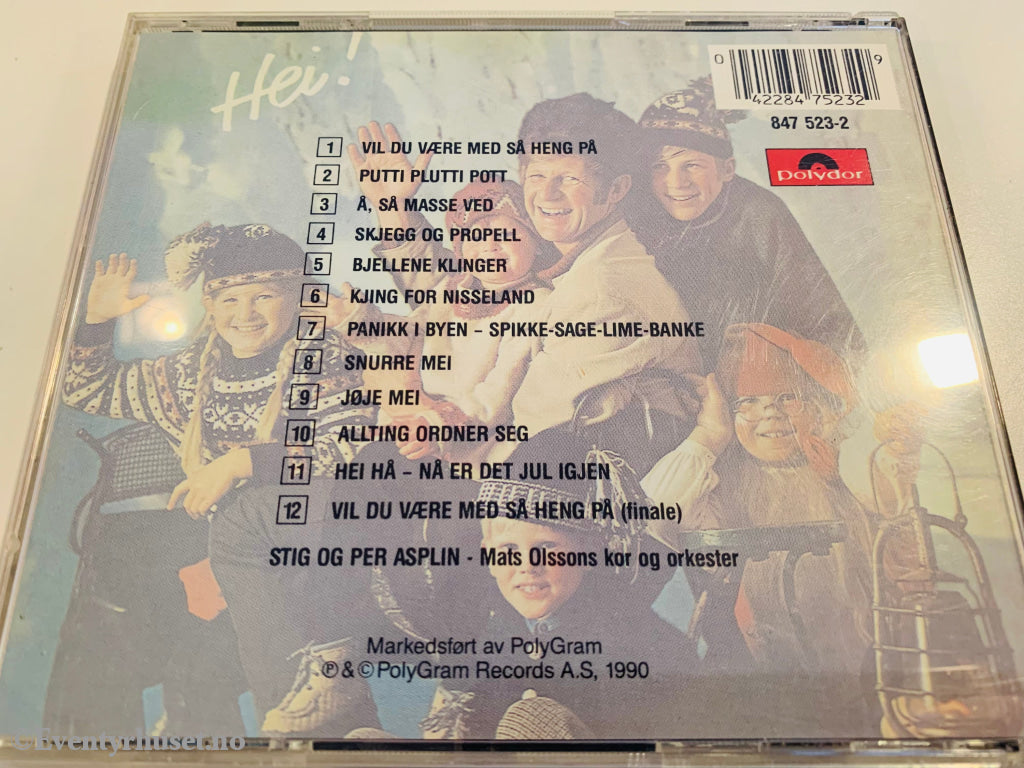 Hei!
0 42284 75232 9
847 523-2
polydor
1 VIL DU VÆRE MED SÅ HENG PÅ
2 PUTTI PLUTTI POTT
3 Å, SÅ MASSE VED
4 SKJEGG OG PROPELL
5 BJELLENE KLINGER
6 KJING FOR NISSELAND
7 PANIKK I BYEN – SPIKKE-SAGE-LIME-BANKE
8 SNURRE MEI
9 JØJE MEI
10 ALLTING ORDNER SEG
11 HEI HÅ – NÅ ER DET JUL IGJEN
12 VIL DU VÆRE MED SÅ HENG PÅ (finale)
STIG OG PER ASPLIN - Mats Olssons kor og orkester
Markedsført av PolyGram
℗ & © PolyGram Records A.S, 1990
©Eventyrhuset.no